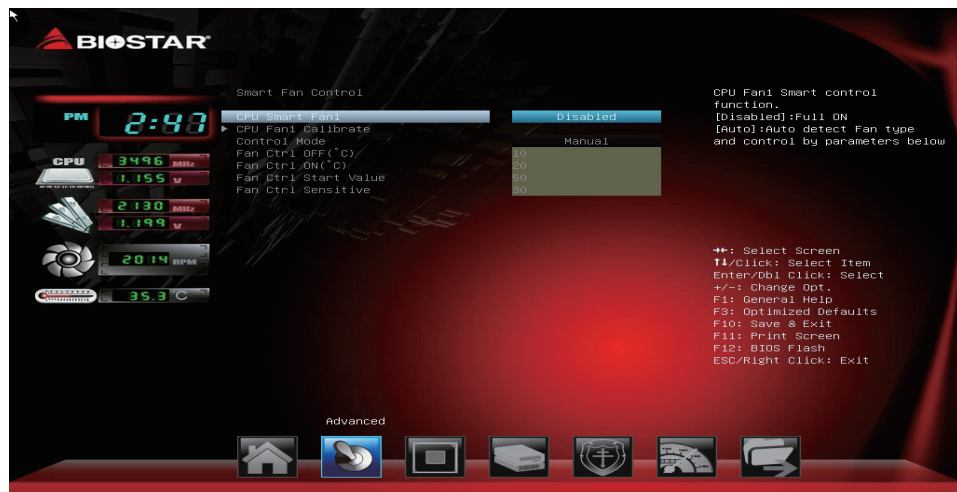 BIOSTAR
PM 2:47
CPU 3496 MHz
1.155 V
2130 MHz
1.199 V
2014 RPM
35.3 C
Smart Fan Control
CPU Smart Fan1 Disabled
CPU Fan1 Calibrate
Control Mode Manual
Fan Ctrl OFF(°C) 10
Fan Ctrl ON(°C) 20
Fan Ctrl Start Value 50
Fan Ctrl Sensitive 30
CPU Fan1 Smart control
function.
[Disabled]:Full ON
[Auto]:Auto detect Fan type
and control by parameters below
→←: Select Screen
↑↓/Click: Select Item
Enter/Dbl Click: Select
+/-: Change Opt.
F1: General Help
F3: Optimized Defaults
F10: Save & Exit
F11: Print Screen
F12: BIOS Flash
ESC/Right Click: Exit
Advanced